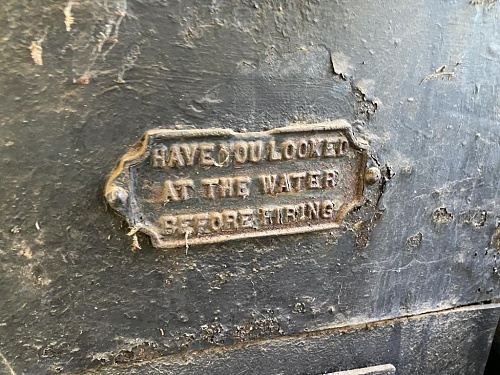 HAVE YOU LOOKED
AT THE WATER
BEFORE FIRING